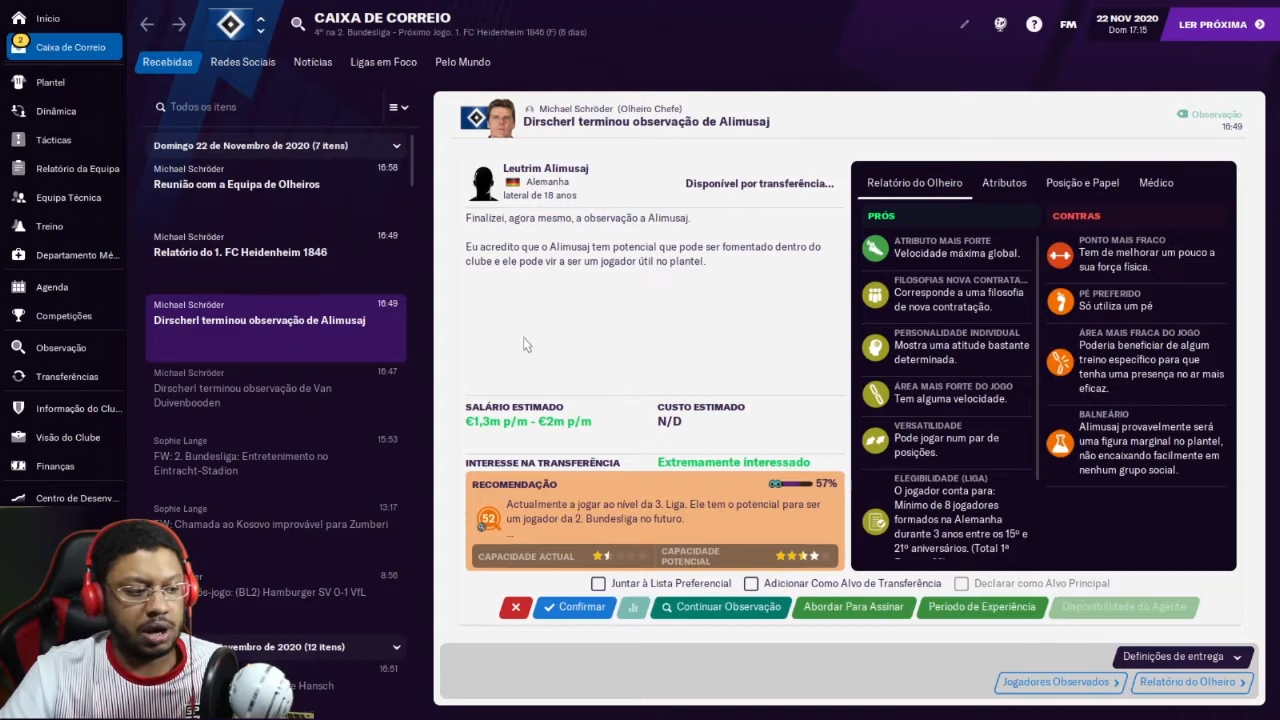 Início
CAIXA DE CORREIO
4º na 2. Bundesliga - Próximo Jogo: 1. FC Heidenheim 1846 (F) (6 dias)
FM
22 NOV 2020
Dom 17:15
LER PRÓXIMA
2
Caixa de Correio
Plantel
Dinâmica
Tácticas
Relatório da Equipa
Equipa Técnica
Treino
Departamento Mé...
Agenda
Competições
Observação
Transferências
Informação do Clu...
Visão do Clube
Finanças
Centro de Desenv...
Recebidas
Redes Sociais
Notícias
Ligas em Foco
Pelo Mundo
Todos os itens
Domingo 22 de Novembro de 2020 (7 itens)
Michael Schröder
16:58
Reunião com a Equipa de Olheiros
Michael Schröder
16:49
Relatório do 1. FC Heidenheim 1846
Michael Schröder
16:49
Dirscherl terminou observação de Alimusaj
Michael Schröder
16:47
Dirscherl terminou observação de Van
Duivenbooden
Sophie Lange
15:53
FW: 2. Bundesliga: Entretenimento no
Eintracht-Stadion
Sophie Lange
13:17
FW: Chamada ao Kosovo improvável para Zumberi
8:56
ós-jogo: (BL2) Hamburger SV 0-1 VfL
vembro de 2020 (12 itens)
16:51
e Hansch
Michael Schröder (Olheiro Chefe)
Dirscherl terminou observação de Alimusaj
Observação
16:49
Leutrim Alimusaj
Alemanha
lateral de 18 anos
Disponível por transferência...
Finalizei, agora mesmo, a observação a Alimusaj.
Eu acredito que o Alimusaj tem potencial que pode ser fomentado dentro do
clube e ele pode vir a ser um jogador útil no plantel.
SALÁRIO ESTIMADO
€1,3m p/m - €2m p/m
CUSTO ESTIMADO
N/D
INTERESSE NA TRANSFERÊNCIA
Extremamente interessado
RECOMENDAÇÃO
57%
52
Actualmente a jogar ao nível da 3. Liga. Ele tem o potencial para ser
um jogador da 2. Bundesliga no futuro.
...
CAPACIDADE ACTUAL
CAPACIDADE
POTENCIAL
Relatório do Olheiro
Atributos
Posição e Papel
Médico
PRÓS
ATRIBUTO MAIS FORTE
Velocidade máxima global.
FILOSOFIAS NOVA CONTRATA...
Corresponde a uma filosofia
de nova contratação.
PERSONALIDADE INDIVIDUAL
Mostra uma atitude bastante
determinada.
ÁREA MAIS FORTE DO JOGO
Tem alguma velocidade.
VERSATILIDADE
Pode jogar num par de
posições.
ELEGIBILIDADE (LIGA)
O jogador conta para:
Mínimo de 8 jogadores
formados na Alemanha
durante 3 anos entre os 15º e
21º aniversários. (Total 1ª
CONTRAS
PONTO MAIS FRACO
Tem de melhorar um pouco a
sua força física.
PÉ PREFERIDO
Só utiliza um pé
ÁREA MAIS FRACA DO JOGO
Poderia beneficiar de algum
treino específico para que
tenha uma presença no ar mais
eficaz.
BALNEÁRIO
Alimusaj provavelmente será
uma figura marginal no plantel,
não encaixando facilmente em
nenhum grupo social.
Juntar à Lista Preferencial
Adicionar Como Alvo de Transferência
Declarar como Alvo Principal
Confirmar
Continuar Observação
Abordar Para Assinar
Período de Experiência
Disponibilidade do Agente
Definições de entrega
Jogadores Observados
Relatório do Olheiro